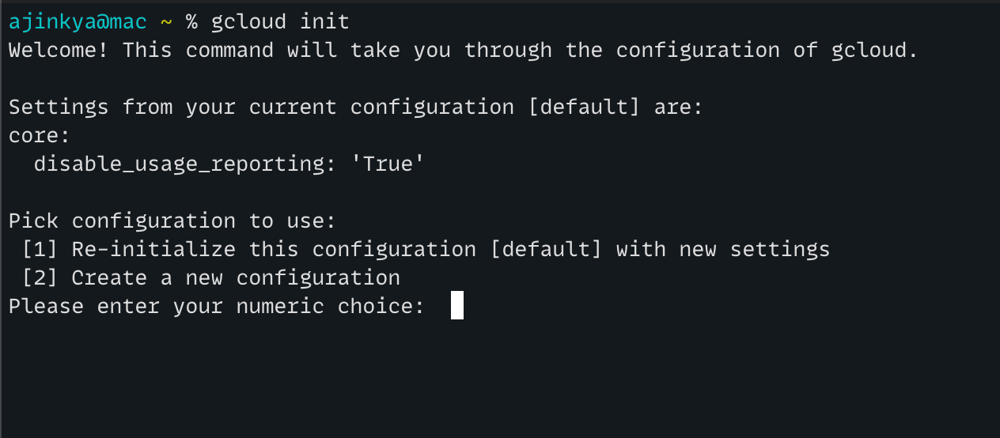 ajinkya@mac ~ % gcloud init
Welcome! This command will take you through the configuration of gcloud.

Settings from your current configuration [default] are:
core:
  disable_usage_reporting: 'True'

Pick configuration to use:
 [1] Re-initialize this configuration [default] with new settings
 [2] Create a new configuration
Please enter your numeric choice: